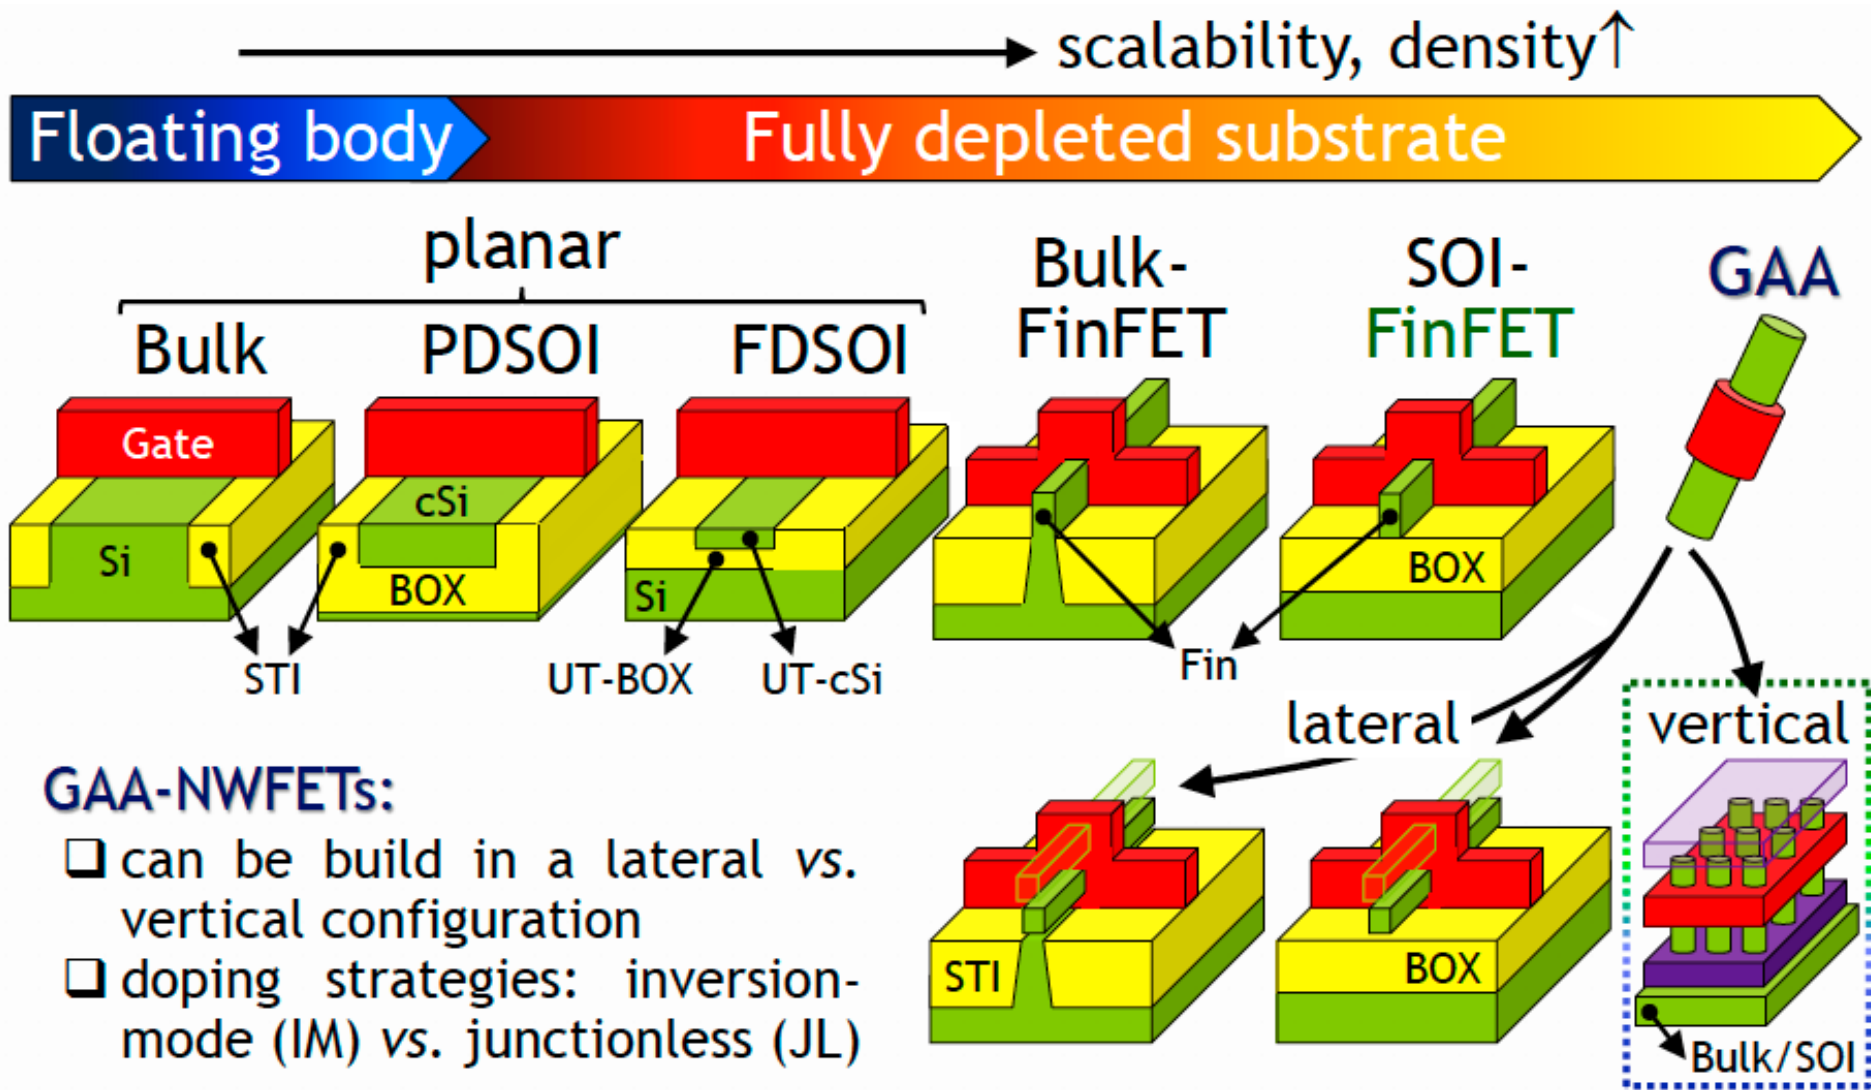 scalability, density↑
Floating body
Fully depleted substrate
planar
Bulk
PDSOI
FDSOI
Bulk-
FinFET
SOI-
FinFET
GAA
Gate
Si
cSi
BOX
Si
BOX
STI
UT-BOX
UT-cSi
Fin
lateral
vertical
GAA-NWFETs:
❑ can be build in a lateral vs.
vertical configuration
❑ doping strategies: inversion-
mode (IM) vs. junctionless (JL)
STI
BOX
Bulk/SOI